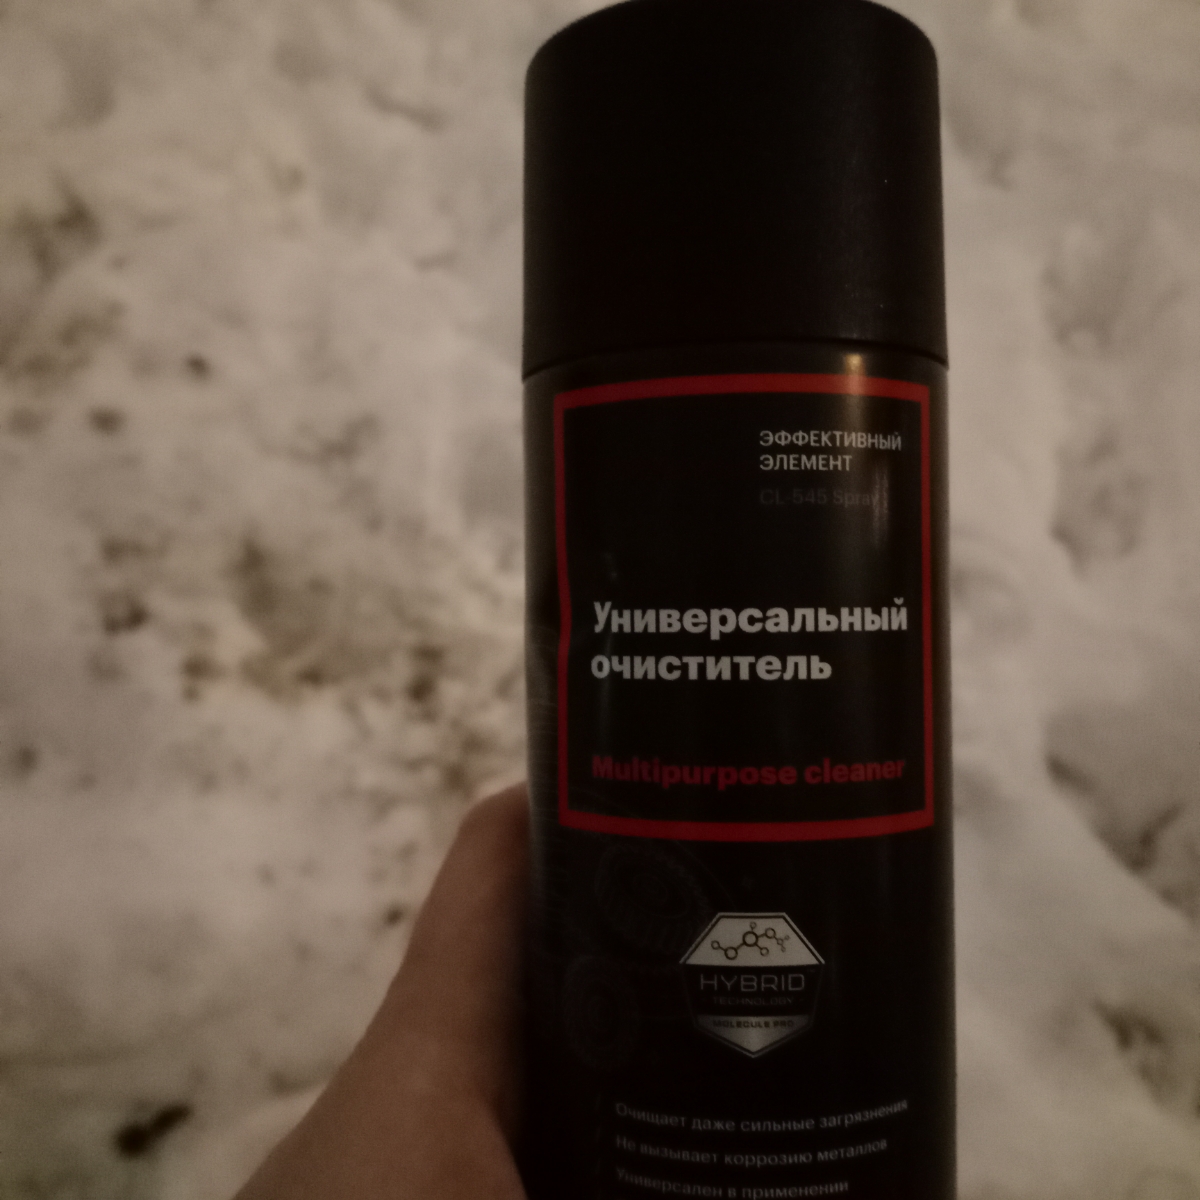 ЭФФЕКТИВНЫЙ
ЭЛЕМЕНТ
CL-545 Spray
Универсальный
очиститель
Multipurpose cleaner
HYBRID
TECHNOLOGY
MOLECULE PRO
Очищает даже сильные загрязнения
Не вызывает коррозию металлов
Универсален в применении